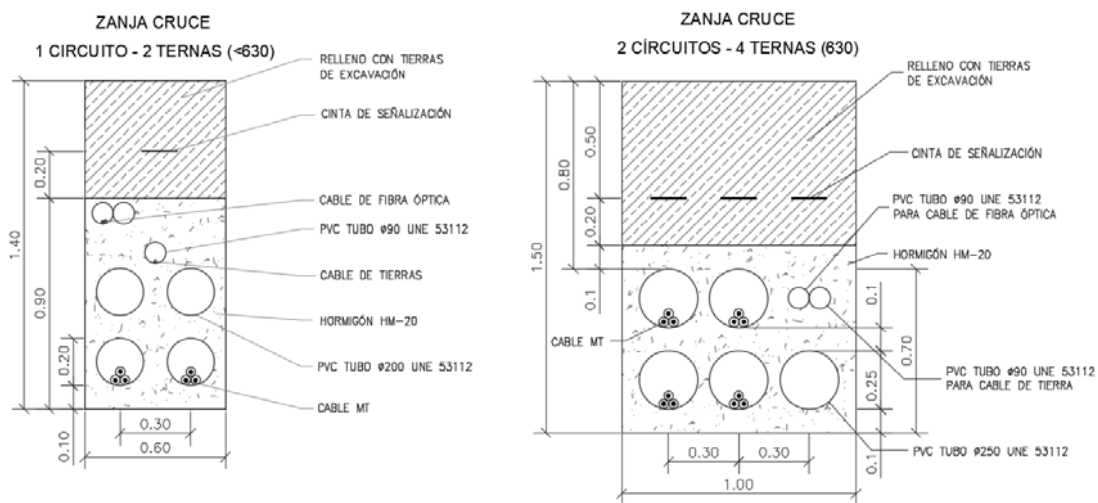 ZANJA CRUCE
1 CIRCUITO - 2 TERNAS (<630)
RELLENO CON TIERRAS
DE EXCAVACIÓN
CINTA DE SEÑALIZACIÓN
CABLE DE FIBRA ÓPTICA
PVC TUBO ø90 UNE 53112
CABLE DE TIERRAS
HORMIGÓN HM-20
PVC TUBO ø200 UNE 53112
CABLE MT
1.40
0.20
0.90
0.20
0.10
0.30
0.60
ZANJA CRUCE
2 CÍRCUITOS - 4 TERNAS (630)
RELLENO CON TIERRAS
DE EXCAVACIÓN
CINTA DE SEÑALIZACIÓN
PVC TUBO ø90 UNE 53112
PARA CABLE DE FIBRA ÓPTICA
HORMIGÓN HM-20
CABLE MT
PVC TUBO ø90 UNE 53112
PARA CABLE DE TIERRA
PVC TUBO ø250 UNE 53112
1.50
0.80
0.50
0.20
0.1
0.1
0.70
0.25
0.1
0.30
0.30
1.00